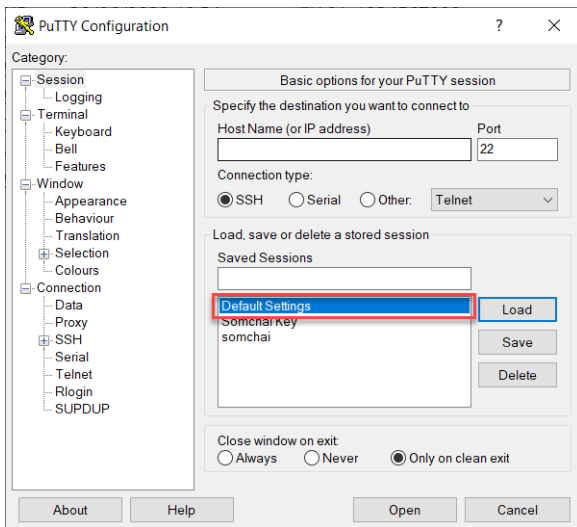 PuTTY Configuration
?
Category:
Session
Logging
Terminal
Keyboard
Bell
Features
Window
Appearance
Behaviour
Translation
Selection
Colours
Connection
Data
Proxy
SSH
Serial
Telnet
Rlogin
SUPDUP
Basic options for your PuTTY session
Specify the destination you want to connect to
Host Name (or IP address) Port
22
Connection type:
SSH Serial Other: Telnet
Load, save or delete a stored session
Saved Sessions
Default Settings
Somchai Key
somchai
Load
Save
Delete
Close window on exit:
Always Never Only on clean exit
About Help Open Cancel